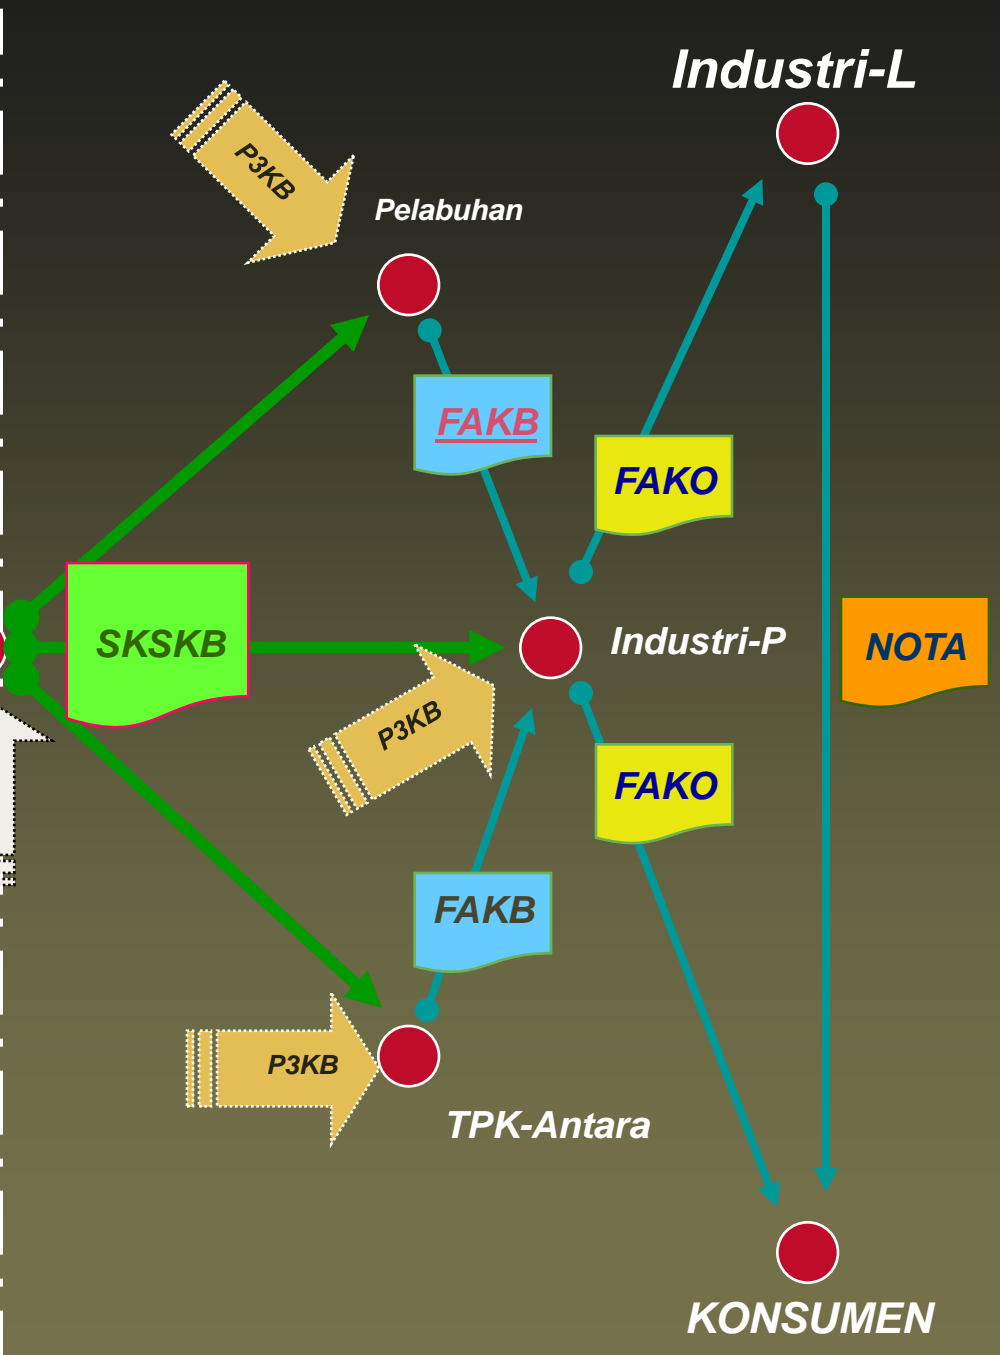 Industri-L
P3KB
Pelabuhan
FAKB
FAKO
SKSKB
Industri-P
NOTA
P3KB
FAKO
FAKB
P3KB
TPK-Antara
KONSUMEN